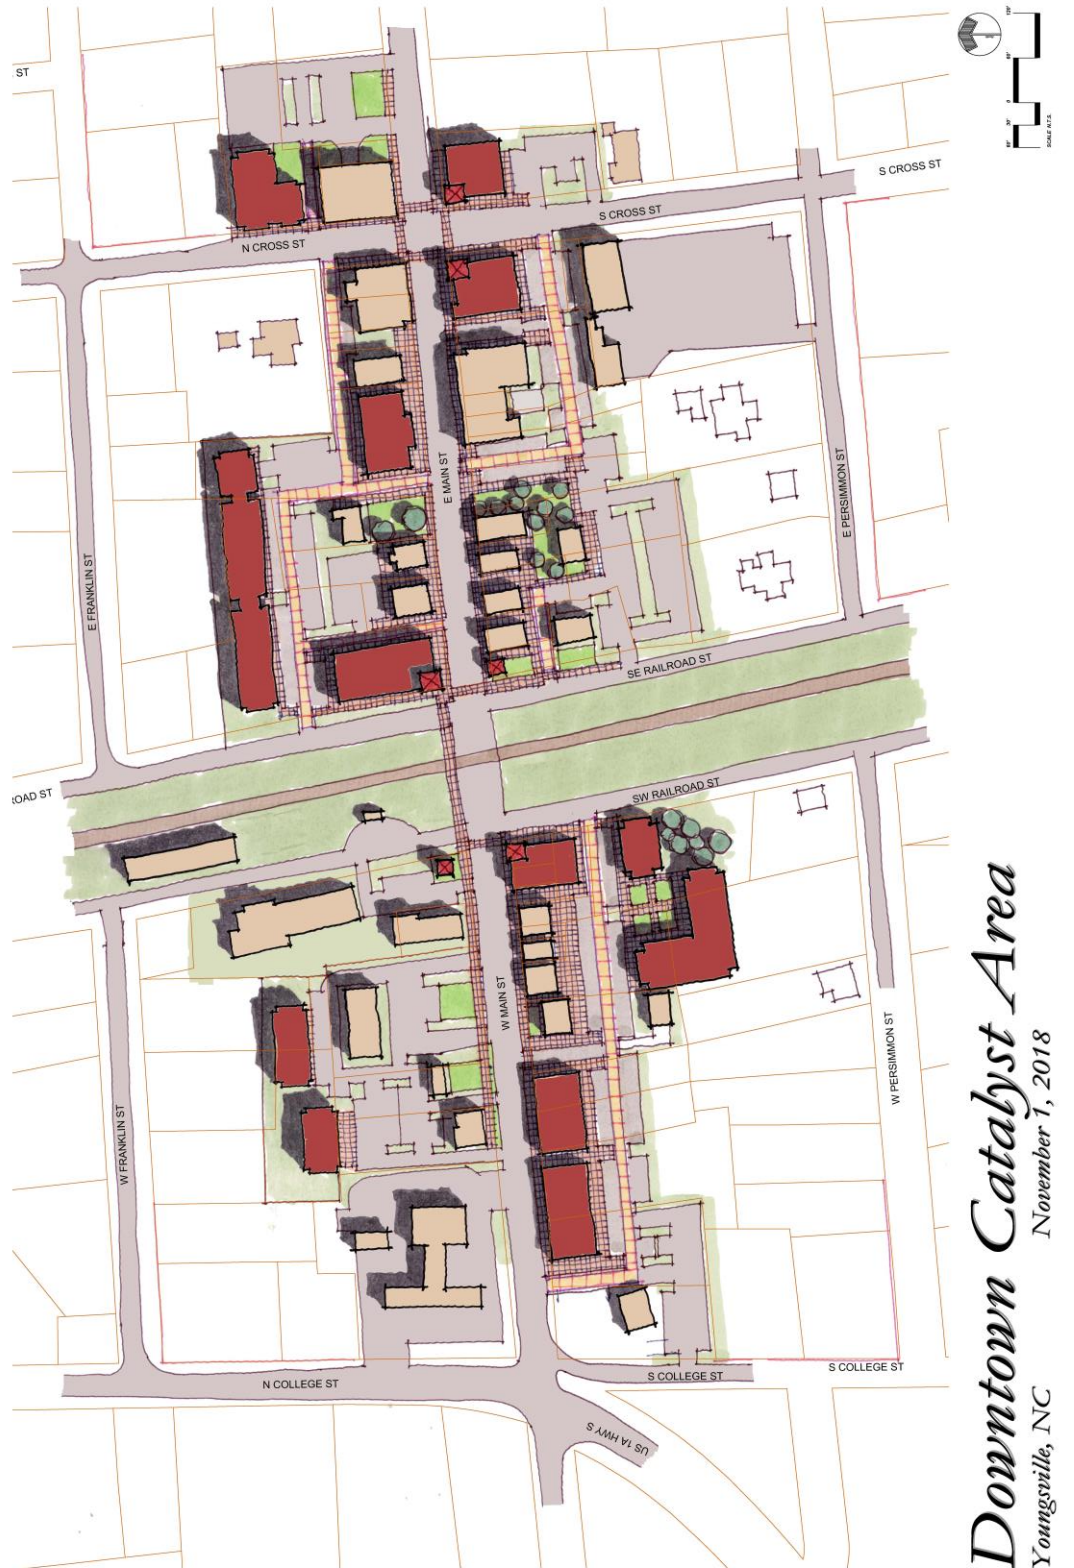 ST
S CROSS ST
S CROSS ST
N CROSS ST
E MAIN ST
E PERSIMMON ST
E FRANKLIN ST
SE RAILROAD ST
SW RAILROAD ST
W MAIN ST
W PERSIMMON ST
W FRANKLIN ST
S COLLEGE ST
S COLLEGE ST
N COLLEGE ST
US 1A HWY S
SCALE N.T.S.
Downtown Catalyst Area
Youngsville, NC November 1, 2018